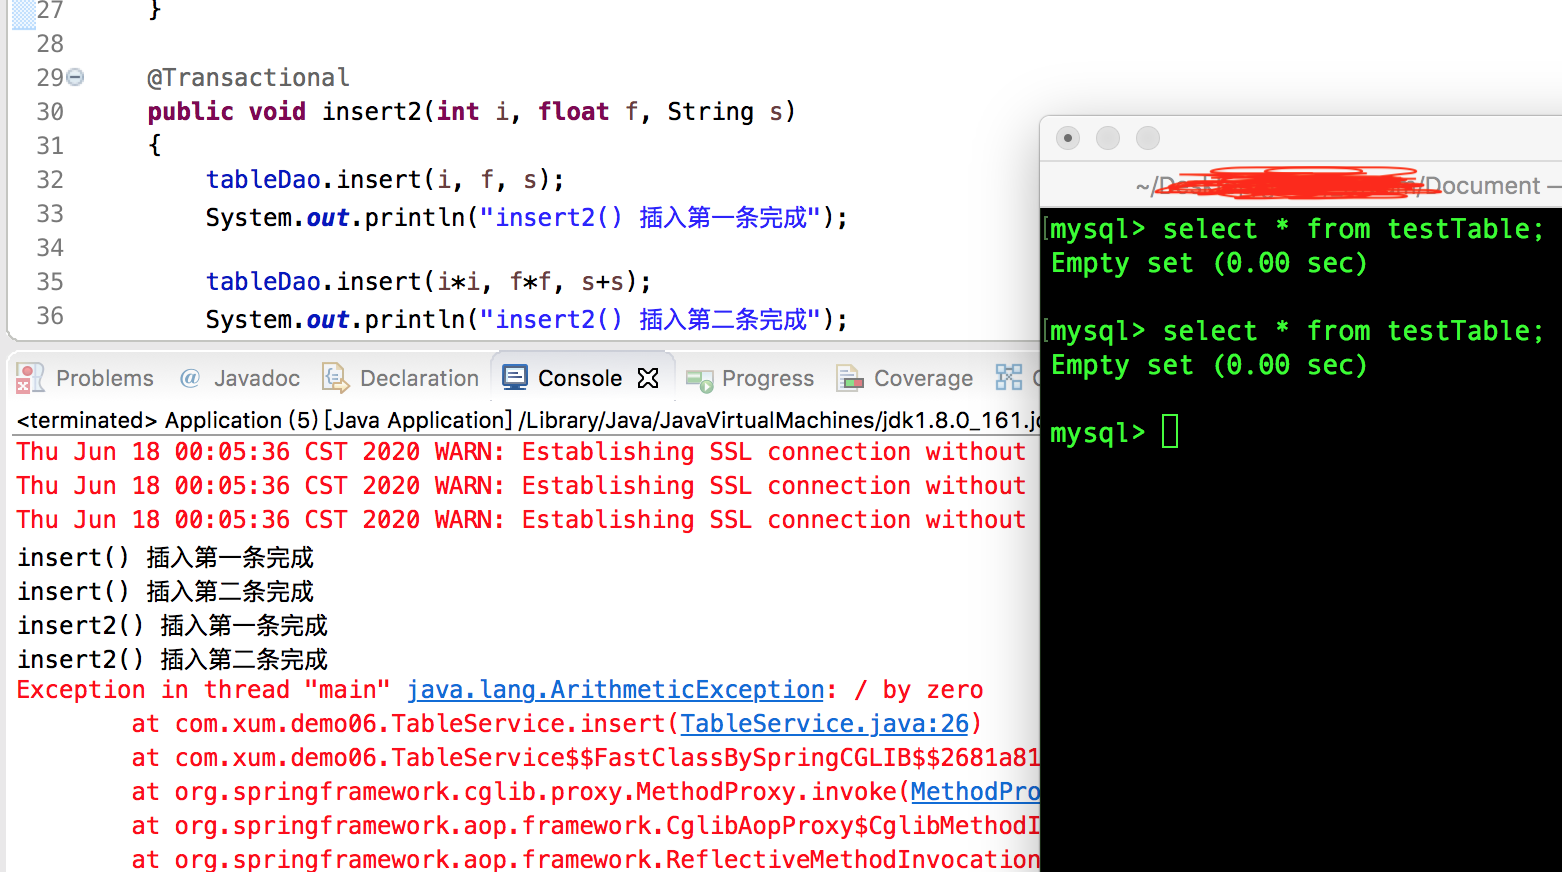 27 }
28
29 @Transactional
30 public void insert2(int i, float f, String s)
31 {
32 tableDao.insert(i, f, s);
33 System.out.println("insert2() 插入第一条完成");
34
35 tableDao.insert(i*i, f*f, s+s);
36 System.out.println("insert2() 插入第二条完成");
Problems @ Javadoc Declaration Console Progress Coverage
<terminated> Application (5) [Java Application] /Library/Java/JavaVirtualMachines/jdk1.8.0_161.jd
Thu Jun 18 00:05:36 CST 2020 WARN: Establishing SSL connection without
Thu Jun 18 00:05:36 CST 2020 WARN: Establishing SSL connection without
Thu Jun 18 00:05:36 CST 2020 WARN: Establishing SSL connection without
insert() 插入第一条完成
insert() 插入第二条完成
insert2() 插入第一条完成
insert2() 插入第二条完成
Exception in thread "main" java.lang.ArithmeticException: / by zero
at com.xum.demo06.TableService.insert(TableService.java:26)
at com.xum.demo06.TableService$$FastClassBySpringCGLIB$$2681a81
at org.springframework.cglib.proxy.MethodProxy.invoke(MethodPro
at org.springframework.aop.framework.CglibAopProxy$CglibMethodI
at org.springframework.aop.framework.ReflectiveMethodInvocation
/Document —
mysql> select * from testTable;
Empty set (0.00 sec)
mysql> select * from testTable;
Empty set (0.00 sec)
mysql>